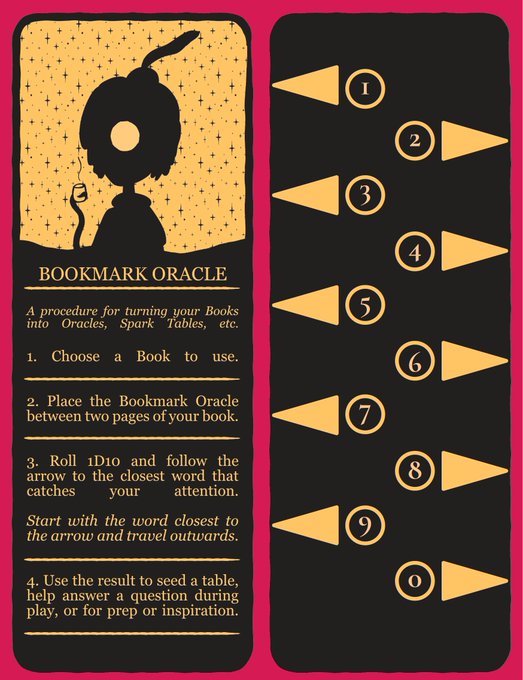 BOOKMARK ORACLE
A procedure for turning your Books
into Oracles, Spark Tables, etc.
1. Choose a Book to use.
2. Place the Bookmark Oracle
between two pages of your book.
3. Roll 1D10 and follow the
arrow to the closest word that
catches your attention.
Start with the word closest to
the arrow and travel outwards.
4. Use the result to seed a table,
help answer a question during
play, or for prep or inspiration.
1
2
3
4
5
6
7
8
9
0